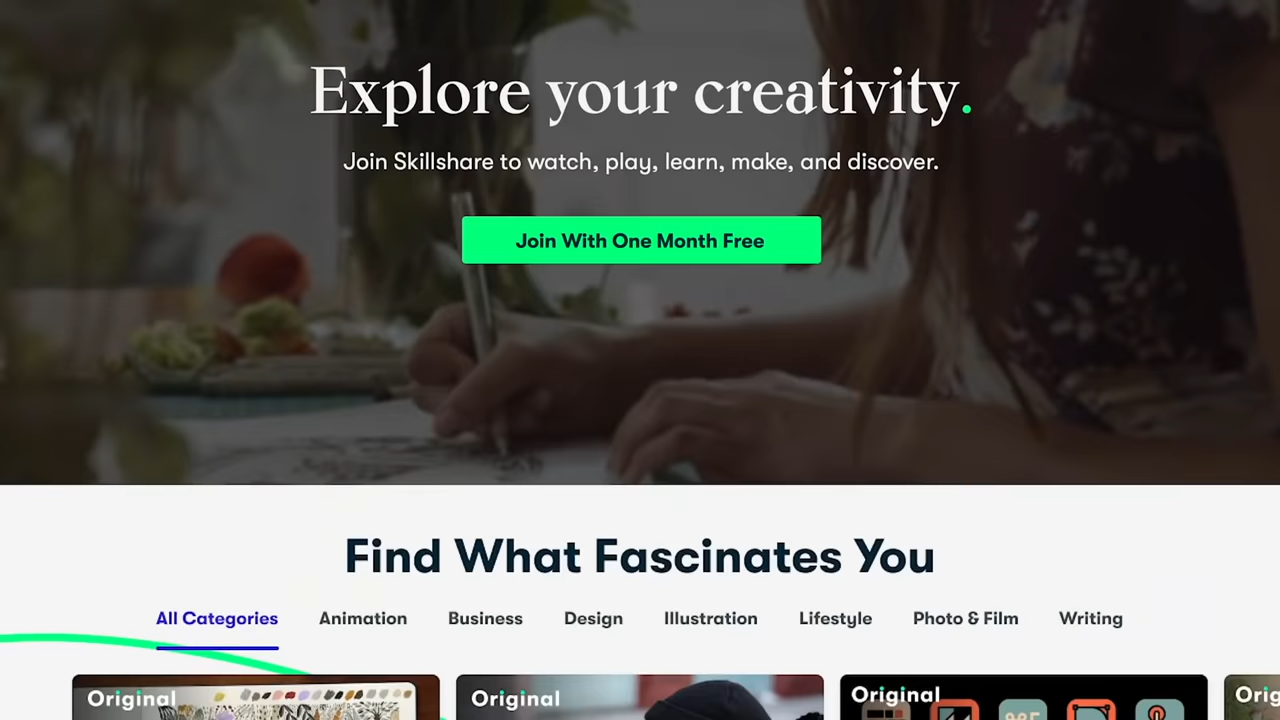 Explore your creativity.
Join Skillshare to watch, play, learn, make, and discover.
Join With One Month Free
Find What Fascinates You
All Categories Animation Business Design Illustration Lifestyle Photo & Film Writing
Original Original Original